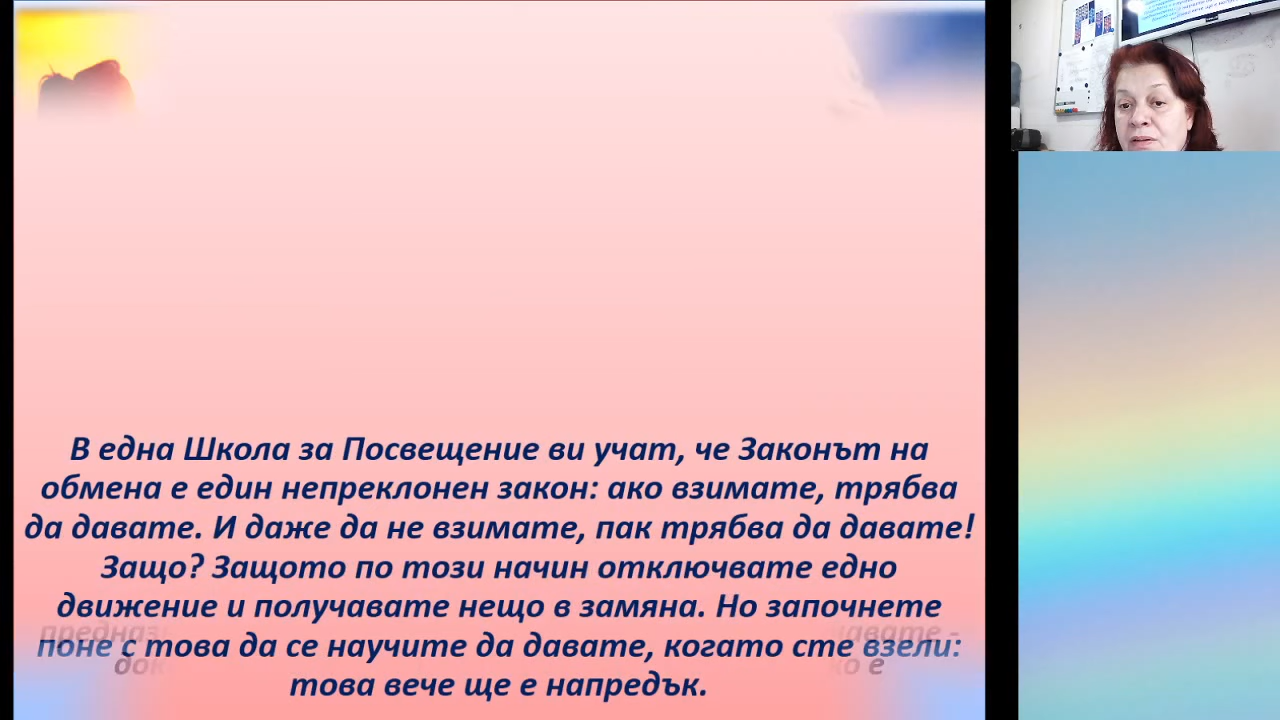 В една Школа за Посвещение ви учат, че Законът на
обмена е един непреклонен закон: ако взимате, трябва
да давате. И даже да не взимате, пак трябва да давате!
Защо? Защото по този начин отключвате едно
движение и получавате нещо в замяна. Но започнете
поне с това да се научите да давате, когато сте взели:
това вече ще е напредък.